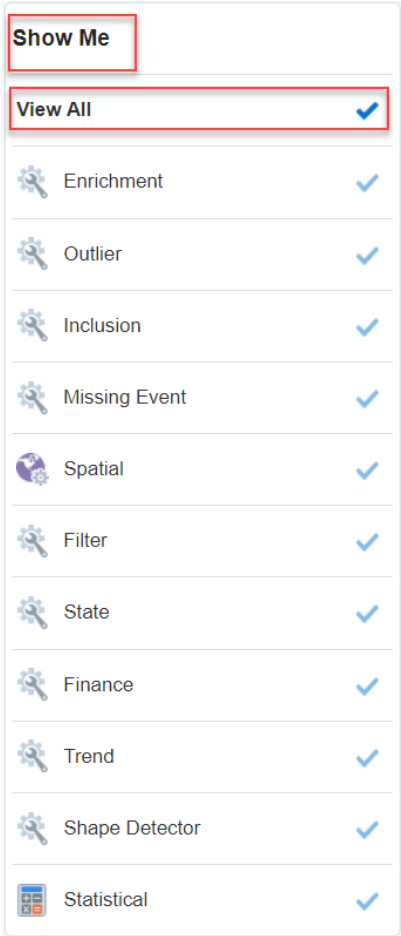 Show Me
View All
Enrichment
Outlier
Inclusion
Missing Event
Spatial
Filter
State
Finance
Trend
Shape Detector
Statistical